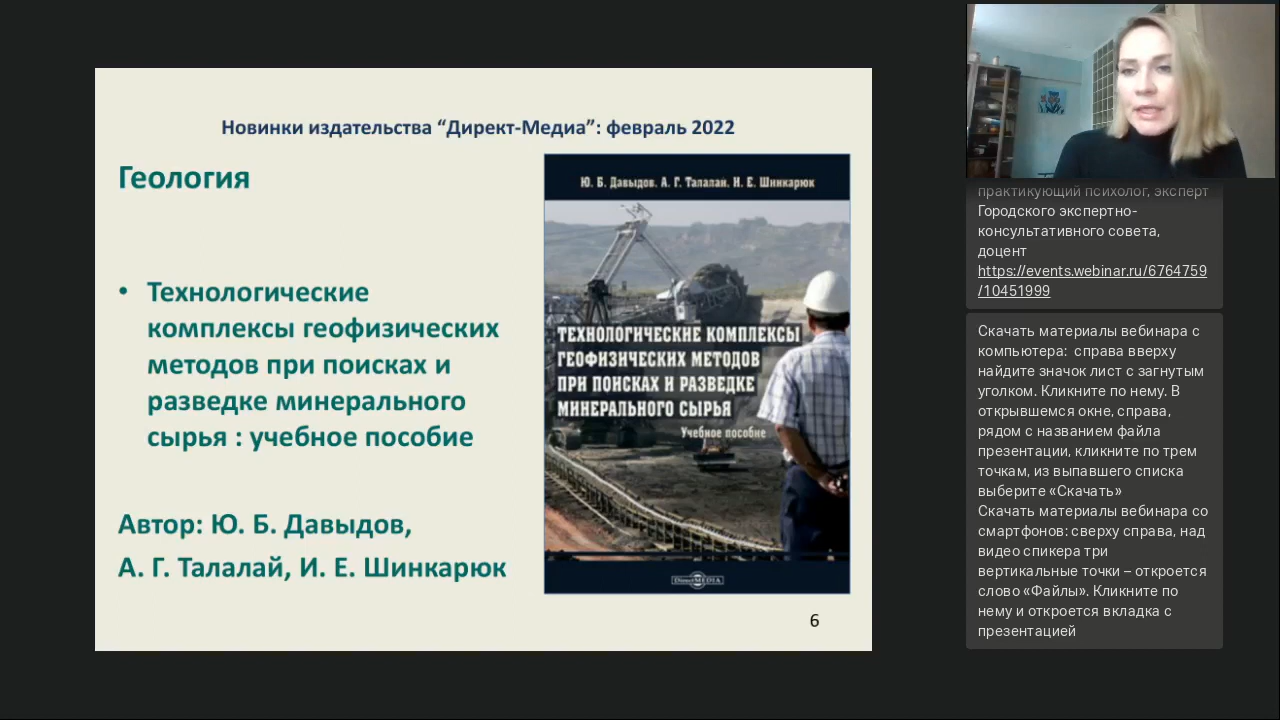 Новинки издательства “Директ-Медиа”: февраль 2022
Геология
• Технологические
комплексы геофизических
методов при поисках и
разведке минерального
сырья : учебное пособие
Автор: Ю. Б. Давыдов,
А. Г. Талалай, И. Е. Шинкарюк
Ю. Б. Давыдов, А. Г. Талалай, И. Е. Шинкарюк
ТЕХНОЛОГИЧЕСКИЕ КОМПЛЕКСЫ
ГЕОФИЗИЧЕСКИХ МЕТОДОВ
ПРИ ПОИСКАХ И РАЗВЕДКЕ
МИНЕРАЛЬНОГО СЫРЬЯ
Учебное пособие
DirectMEDIA
6
практикующий психолог, эксперт
Городского экспертно-
консультативного совета,
доцент
https://events.webinar.ru/6764759
/10451999
Скачать материалы вебинара с
компьютера:  справа вверху
найдите значок лист с загнутым
уголком. Кликните по нему. В
открывшемся окне, справа,
рядом с названием файла
презентации, кликните по трем
точкам, из выпавшего списка
выберите «Скачать»
Скачать материалы вебинара со
смартфонов: сверху справа, над
видео спикера три
вертикальные точки – откроется
слово «Файлы». Кликните по
нему и откроется вкладка с
презентацией